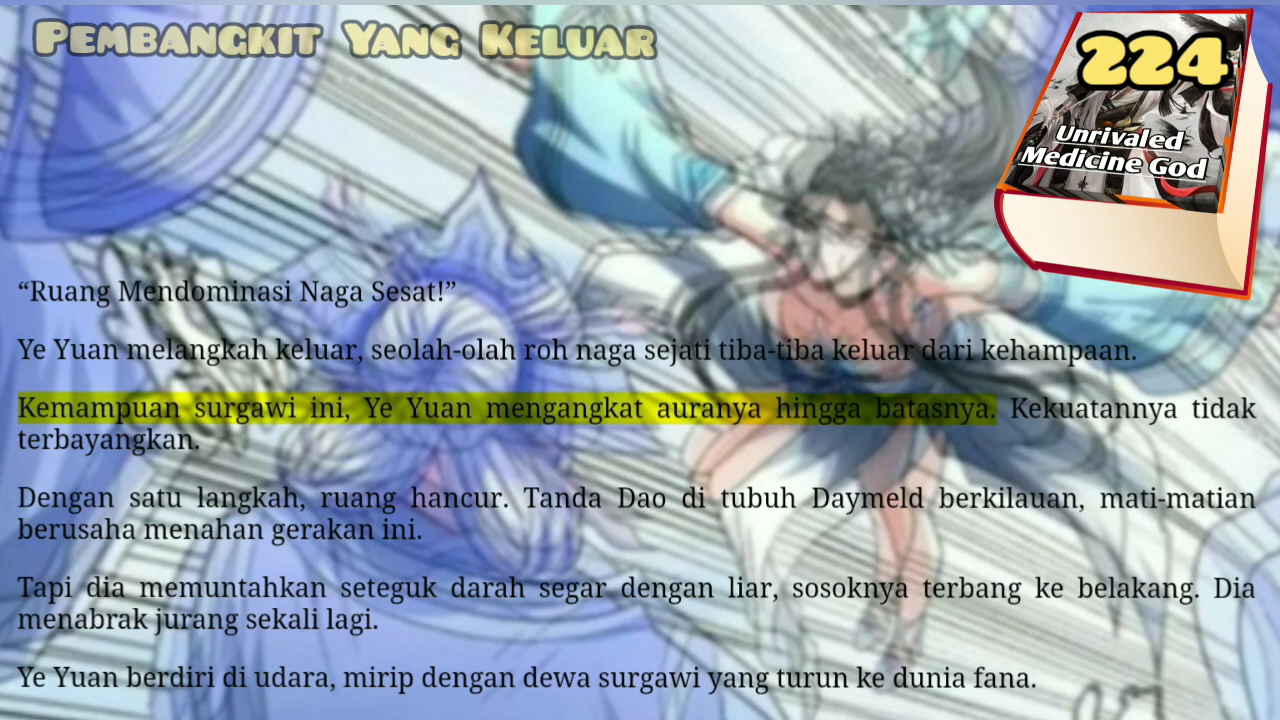 Pembangkit Yang Keluar
224
Unrivaled
Medicine God
“Ruang Mendominasi Naga Sesat!”
Ye Yuan melangkah keluar, seolah-olah roh naga sejati tiba-tiba keluar dari kehampaan.
Kemampuan surgawi ini, Ye Yuan mengangkat auranya hingga batasnya. Kekuatannya tidak
terbayangkan.
Dengan satu langkah, ruang hancur. Tanda Dao di tubuh Daymeld berkilauan, mati-matian
berusaha menahan gerakan ini.
Tapi dia memuntahkan seteguk darah segar dengan liar, sosoknya terbang ke belakang. Dia
menabrak jurang sekali lagi.
Ye Yuan berdiri di udara, mirip dengan dewa surgawi yang turun ke dunia fana.